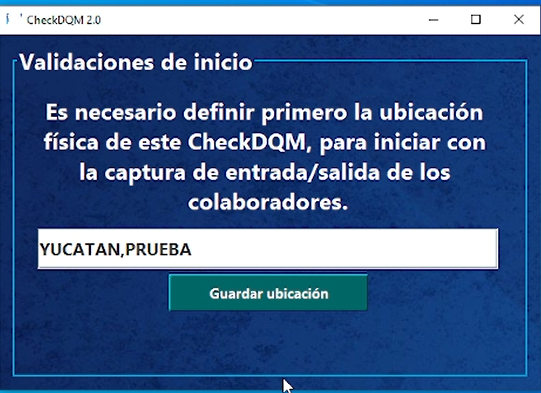 CheckDQM 2.0
Validaciones de inicio
Es necesario definir primero la ubicación
física de este CheckDQM, para iniciar con
la captura de entrada/salida de los
colaboradores.
YUCATAN,PRUEBA
Guardar ubicación